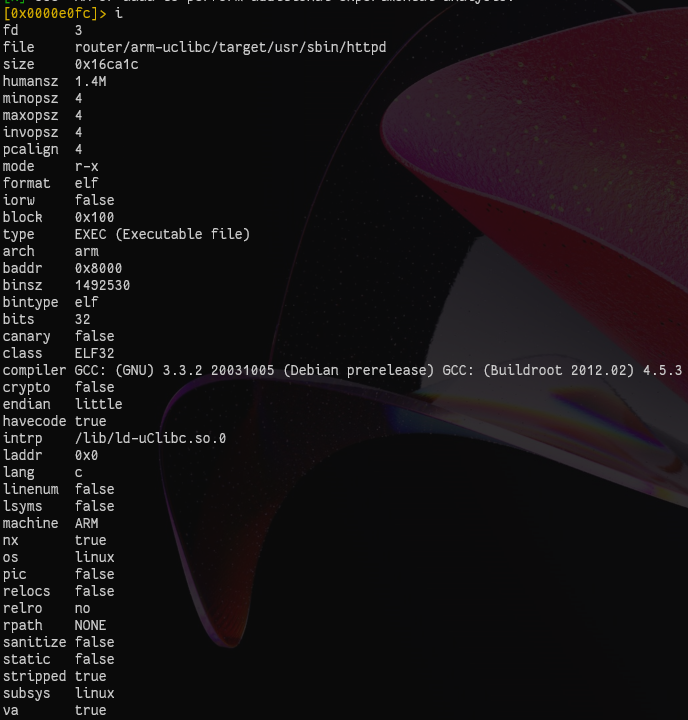 [0x0000e0fc]> i
fd 3
file router/arm-uclibc/target/usr/sbin/httpd
size 0x16ca1c
humansz 1.4M
minopsz 4
maxopsz 4
invopsz 4
pcalign 4
mode r-x
format elf
iorw false
block 0x100
type EXEC (Executable file)
arch arm
baddr 0x8000
binsz 1492530
bintype elf
bits 32
canary false
class ELF32
compiler GCC: (GNU) 3.3.2 20031005 (Debian prerelease) GCC: (Buildroot 2012.02) 4.5.3
crypto false
endian little
havecode true
intrp /lib/ld-uClibc.so.0
laddr 0x0
lang c
linenum false
lsyms false
machine ARM
nx true
os linux
pic false
relocs false
relro no
rpath NONE
sanitize false
static false
stripped true
subsys linux
va true